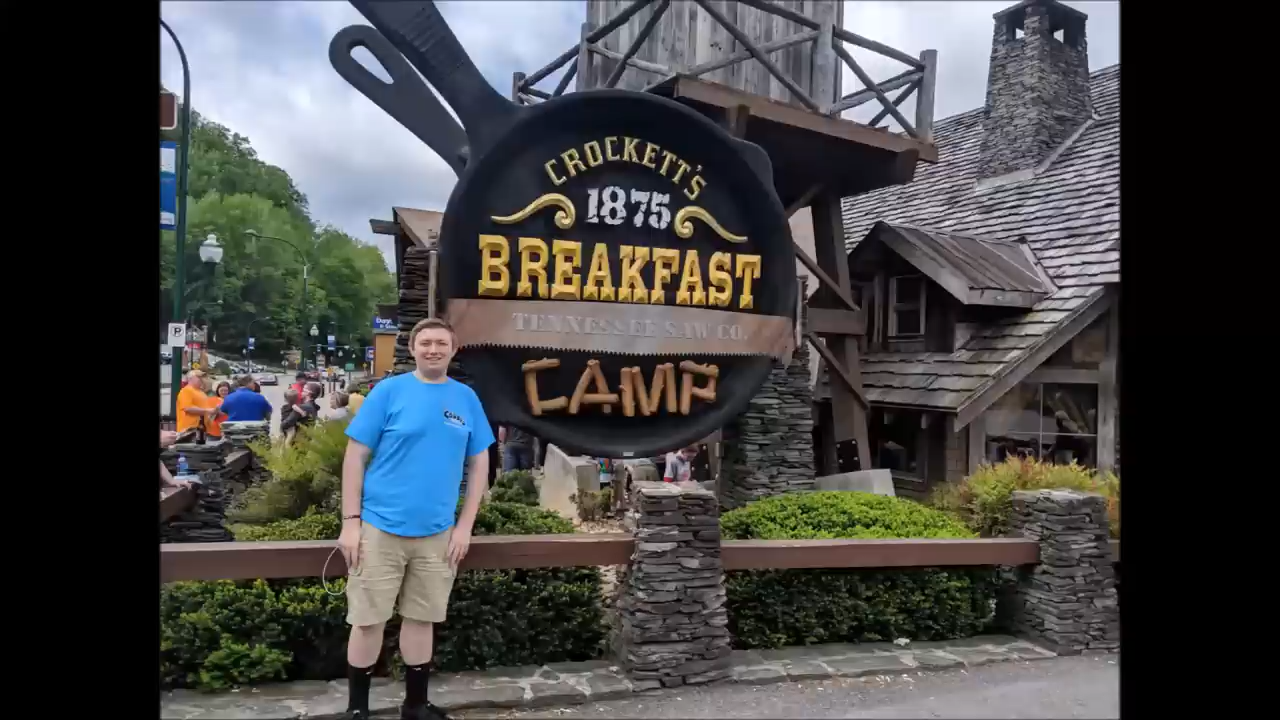 CROCKETT'S
1875
BREAKFAST
TENNESSEE SAW CO.
CAMP
P